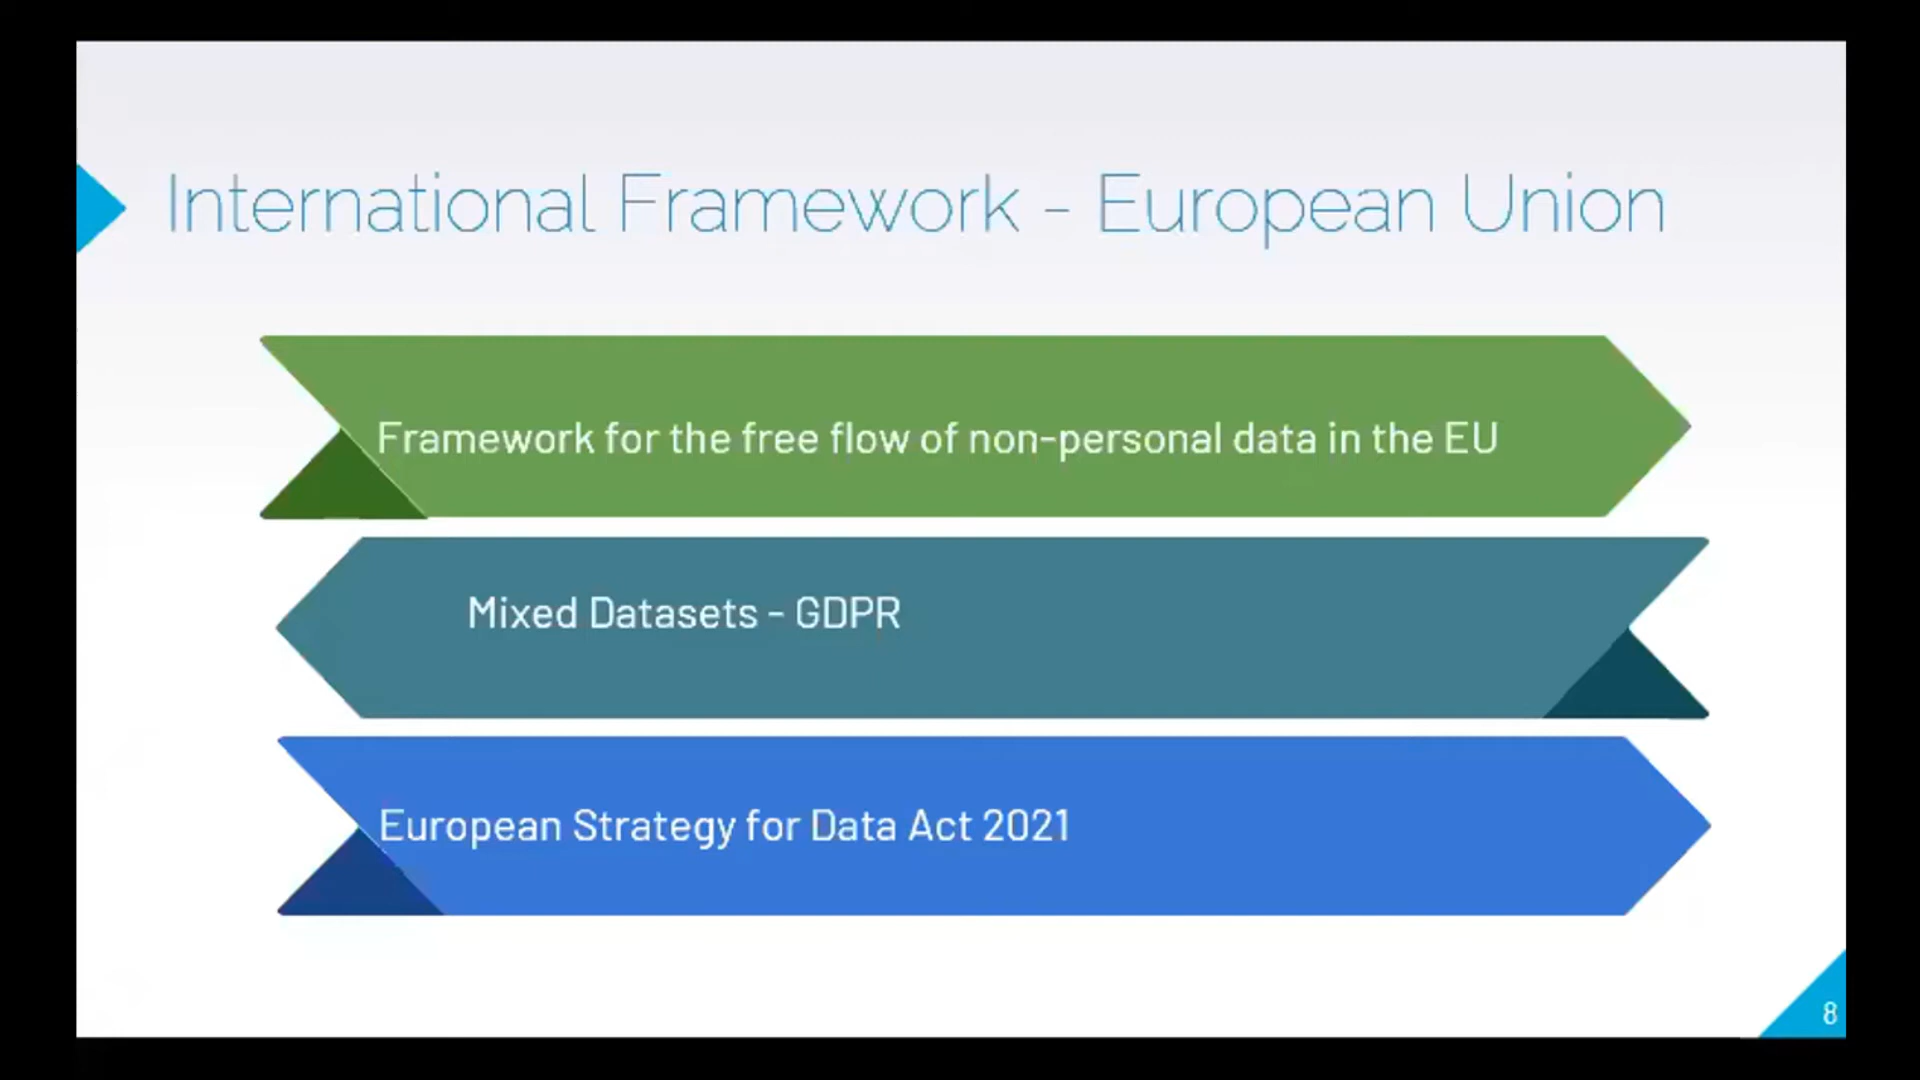 International Framework - European Union
Framework for the free flow of non-personal data in the EU
Mixed Datasets - GDPR
European Strategy for Data Act 2021
8